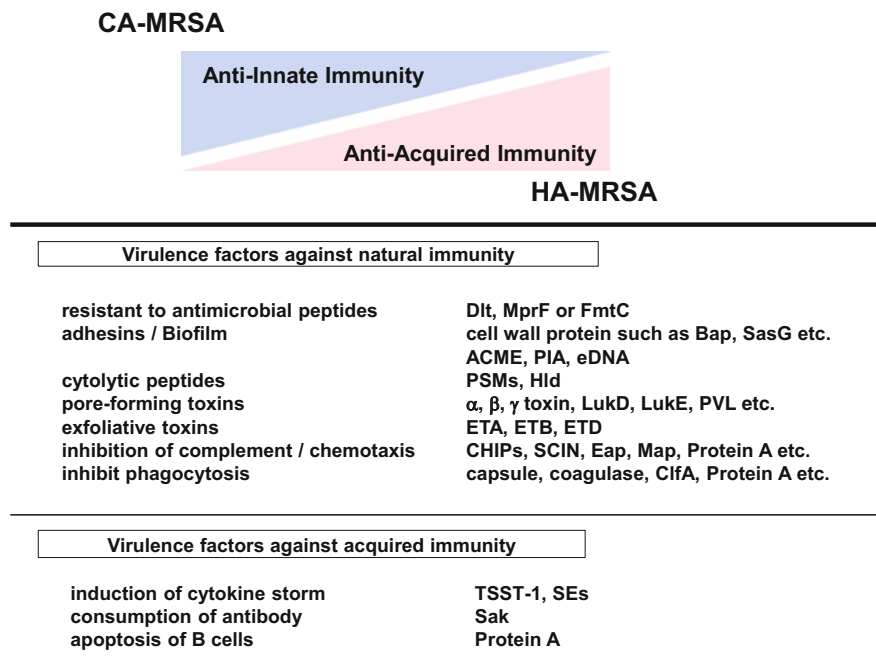 CA-MRSA
Anti-Innate Immunity
Anti-Acquired Immunity
HA-MRSA
Virulence factors against natural immunity
resistant to antimicrobial peptides Dlt, MprF or FmtC
adhesins / Biofilm cell wall protein such as Bap, SasG etc.
ACME, PIA, eDNA
cytolytic peptides PSMs, Hld
pore-forming toxins α, β, γ toxin, LukD, LukE, PVL etc.
exfoliative toxins ETA, ETB, ETD
inhibition of complement / chemotaxis CHIPs, SCIN, Eap, Map, Protein A etc.
inhibit phagocytosis capsule, coagulase, ClfA, Protein A etc.
Virulence factors against acquired immunity
induction of cytokine storm TSST-1, SEs
consumption of antibody Sak
apoptosis of B cells Protein A